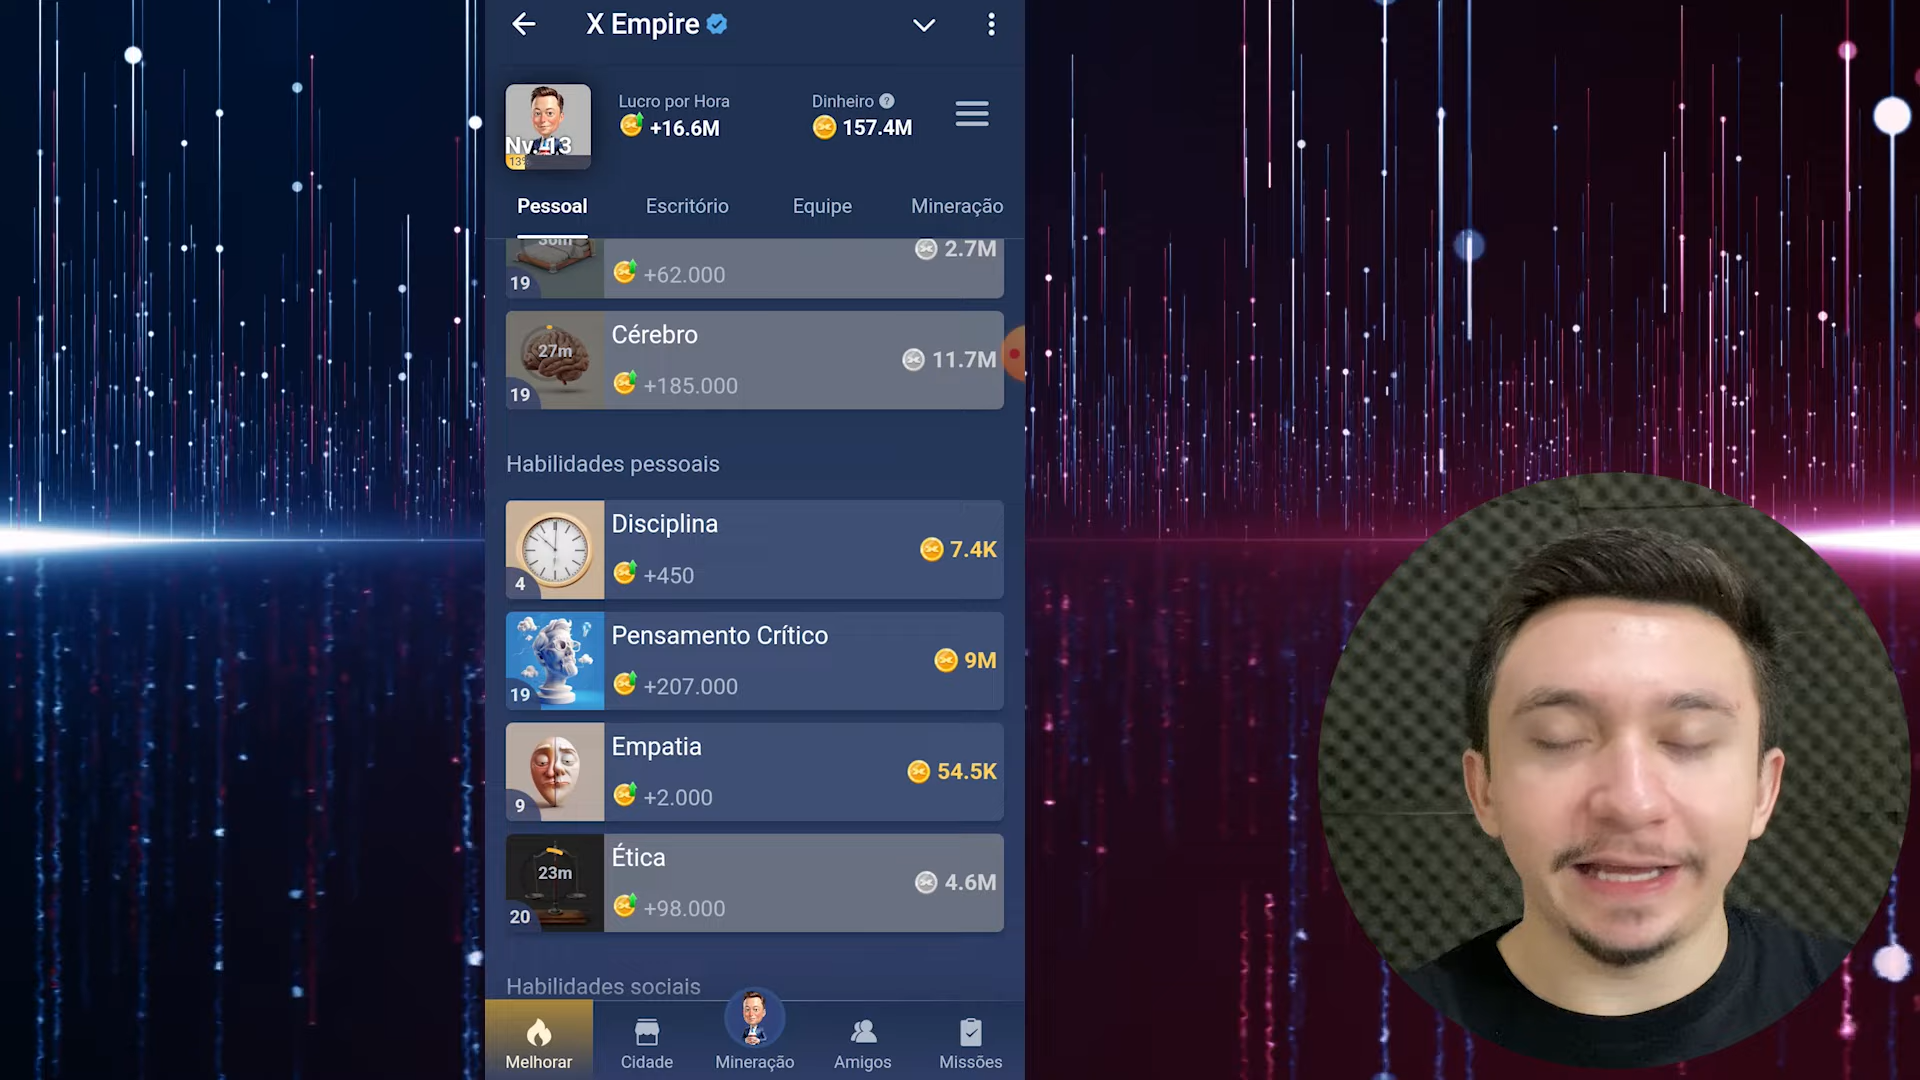 X Empire
Lucro por Hora
+16.6M
Dinheiro ?
157.4M
Nv. 13
13%
Pessoal
Escritório
Equipe
Mineração
30m
19
+62.000
2.7M
Cérebro
27m
19
+185.000
11.7M
Habilidades pessoais
Disciplina
4
+450
7.4K
Pensamento Crítico
19
+207.000
9M
Empatia
9
+2.000
54.5K
Ética
23m
20
+98.000
4.6M
Habilidades sociais
Melhorar
Cidade
Mineração
Amigos
Missões